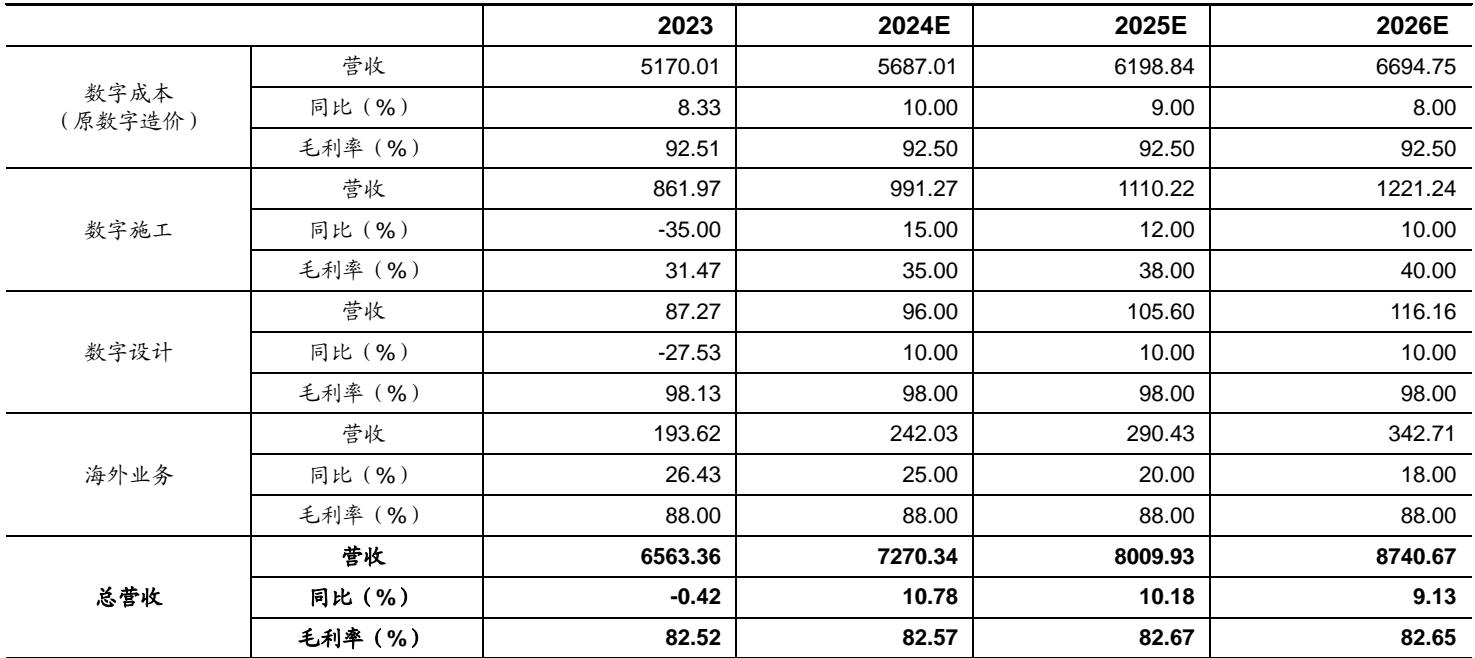 2023 2024E 2025E 2026E
数字成本
（原数字造价）
营收 5170.01 5687.01 6198.84 6694.75
同比（%） 8.33 10.00 9.00 8.00
毛利率（%） 92.51 92.50 92.50 92.50
数字施工
营收 861.97 991.27 1110.22 1221.24
同比（%） -35.00 15.00 12.00 10.00
毛利率（%） 31.47 35.00 38.00 40.00
数字设计
营收 87.27 96.00 105.60 116.16
同比（%） -27.53 10.00 10.00 10.00
毛利率（%） 98.13 98.00 98.00 98.00
海外业务
营收 193.62 242.03 290.43 342.71
同比（%） 26.43 25.00 20.00 18.00
毛利率（%） 88.00 88.00 88.00 88.00
总营收
营收 6563.36 7270.34 8009.93 8740.67
同比（%） -0.42 10.78 10.18 9.13
毛利率（%） 82.52 82.57 82.67 82.65